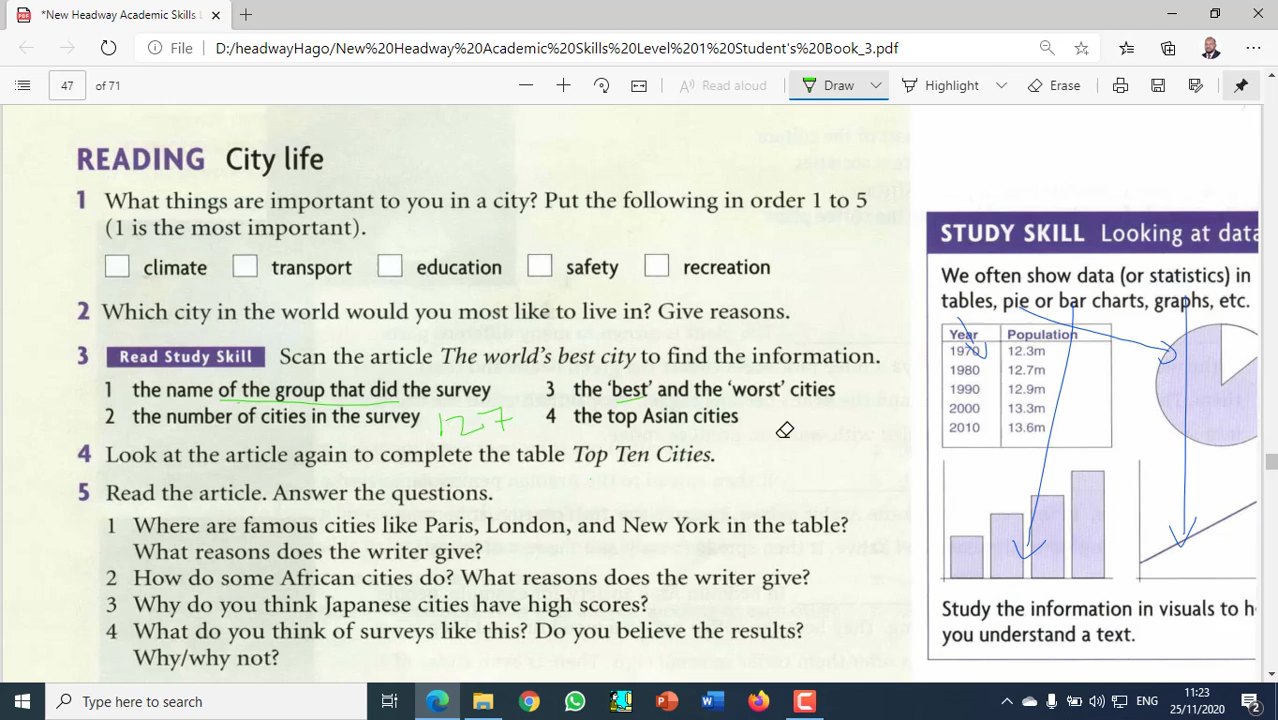 *New Headway Academic Skills L
File
D:/headwayHago/New%20Headway%20Academic%20Skills%20Level%201%20Student's%20Book_3.pdf
47 of 71
Read aloud
Draw
Highlight
Erase
READING City life
1 What things are important to you in a city? Put the following in order 1 to 5
(1 is the most important).
climate transport education safety recreation
2 Which city in the world would you most like to live in? Give reasons.
3 Read Study Skill Scan the article The world's best city to find the information.
1 the name of the group that did the survey
2 the number of cities in the survey 127
3 the 'best' and the 'worst' cities
4 the top Asian cities
4 Look at the article again to complete the table Top Ten Cities.
5 Read the article. Answer the questions.
1 Where are famous cities like Paris, London, and New York in the table?
What reasons does the writer give?
2 How do some African cities do? What reasons does the writer give?
3 Why do you think Japanese cities have high scores?
4 What do you think of surveys like this? Do you believe the results?
Why/why not?
STUDY SKILL Looking at data
We often show data (or statistics) in
tables, pie or bar charts, graphs, etc.
Year Population
1970 12.3m
1980 12.7m
1990 12.9m
2000 13.3m
2010 13.6m
Study the information in visuals to h
you understand a text.
Type here to search
ENG
11:23
25/11/2020
2